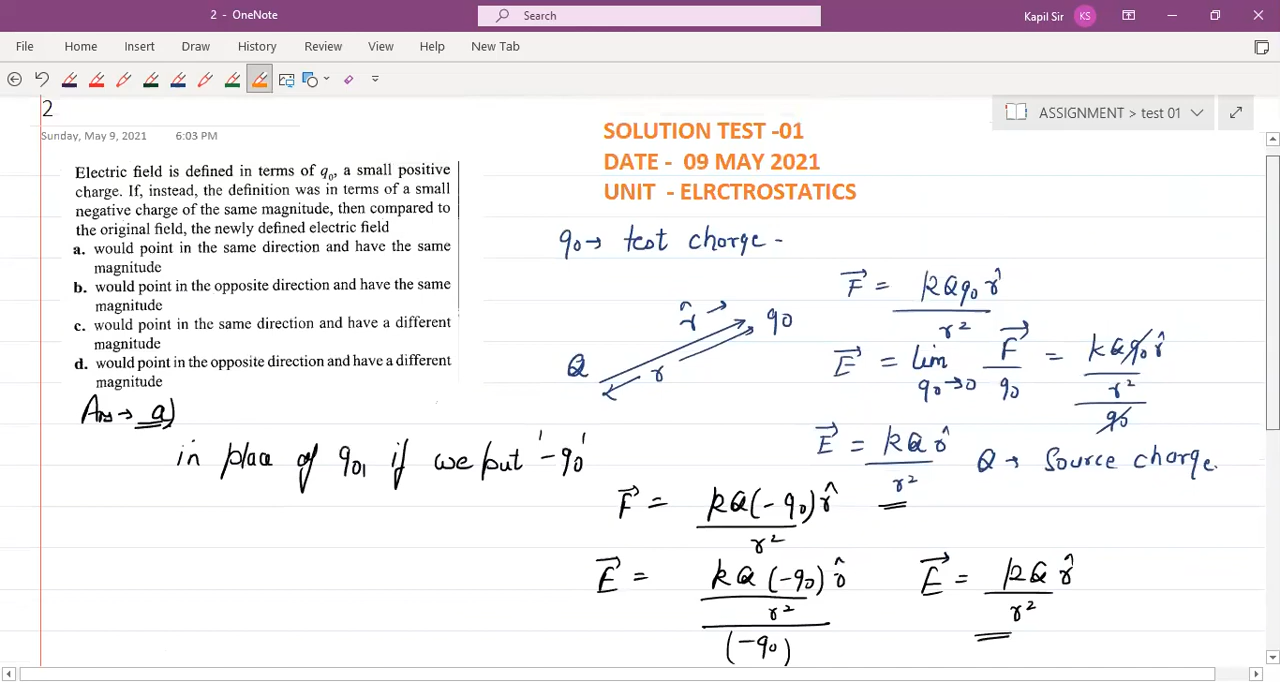 2 - OneNote
Search
Kapil Sir KS
File Home Insert Draw History Review View Help New Tab
2
Sunday, May 9, 2021 6:03 PM
ASSIGNMENT > test 01
SOLUTION TEST -01
DATE - 09 MAY 2021
UNIT - ELRCTROSTATICS
Electric field is defined in terms of q₀, a small positive
charge. If, instead, the definition was in terms of a small
negative charge of the same magnitude, then compared to
the original field, the newly defined electric field
a. would point in the same direction and have the same
magnitude
b. would point in the opposite direction and have the same
magnitude
c. would point in the same direction and have a different
magnitude
d. would point in the opposite direction and have a different
magnitude
Ans → a)
q₀ → test charge -
Q r r̂ → q₀
F⃗ = kQq₀ r̂ / r²
E⃗ = lim q₀→0 F⃗ / q₀ = kQq₀ r̂ / r² / q₀
E⃗ = kQ r̂ / r² Q → Source charge.
in place of q₀, if we put '-q₀'
F⃗ = kQ(-q₀) r̂ / r²
E⃗ = kQ(-q₀) r̂ / r² / (-q₀) E⃗ = kQ r̂ / r²